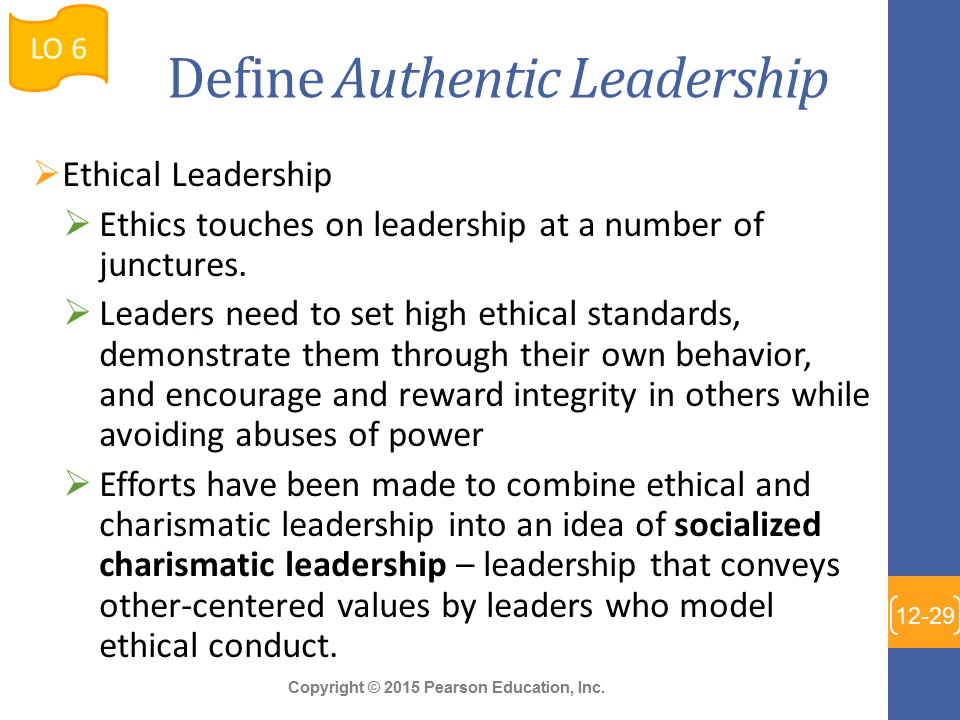 LO 6
Define Authentic Leadership
Ethical Leadership
Ethics touches on leadership at a number of
junctures.
Leaders need to set high ethical standards,
demonstrate them through their own behavior,
and encourage and reward integrity in others while
avoiding abuses of power
Efforts have been made to combine ethical and
charismatic leadership into an idea of socialized
charismatic leadership – leadership that conveys
other-centered values by leaders who model
ethical conduct.
12-29
Copyright © 2015 Pearson Education, Inc.